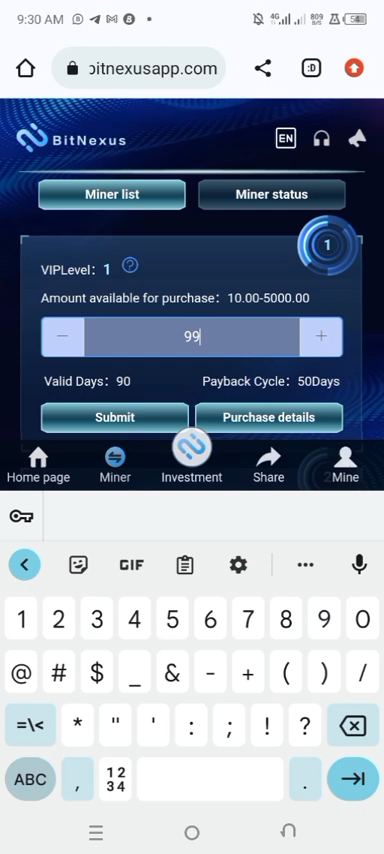 9:30 AM 4G 809 B/S 54
oitnexusapp.com :D
BitNexus EN
Miner list Miner status
1
VIPLevel: 1 ?
Amount available for purchase: 10.00-5000.00
− 99 +
Valid Days: 90 Payback Cycle: 50Days
Submit Purchase details
Home page Miner Investment Share Mine
GIF
1 2 3 4 5 6 7 8 9 0
@ # $ _ & - + ( ) /
=\< * " ' : ; ! ?
ABC , 12 34 .